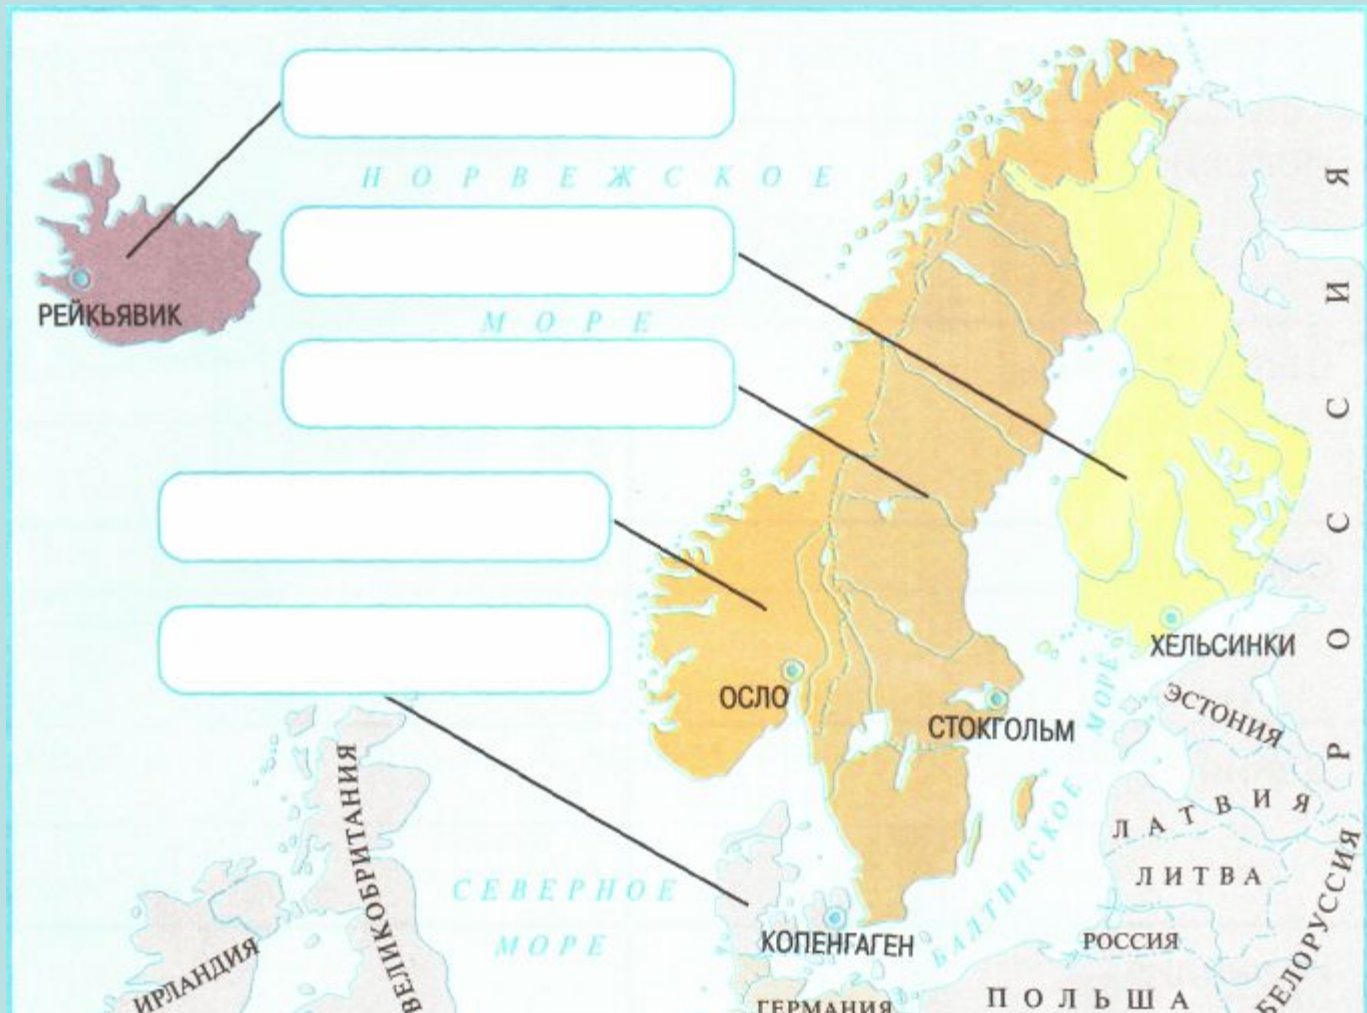 НОРВЕЖСКОЕ
МОРЕ
РЕЙКЬЯВИК
ОСЛО
СТОКГОЛЬМ
ХЕЛЬСИНКИ
РОССИЯ
ЭСТОНИЯ
ЛАТВИЯ
ЛИТВА
РОССИЯ
БЕЛОРУССИЯ
БАЛТИЙСКОЕ МОРЕ
ВЕЛИКОБРИТАНИЯ
СЕВЕРНОЕ
МОРЕ
ИРЛАНДИЯ
ВЕЛИКО
КОПЕНГАГЕН
ГЕРМАНИЯ
ПОЛЬША